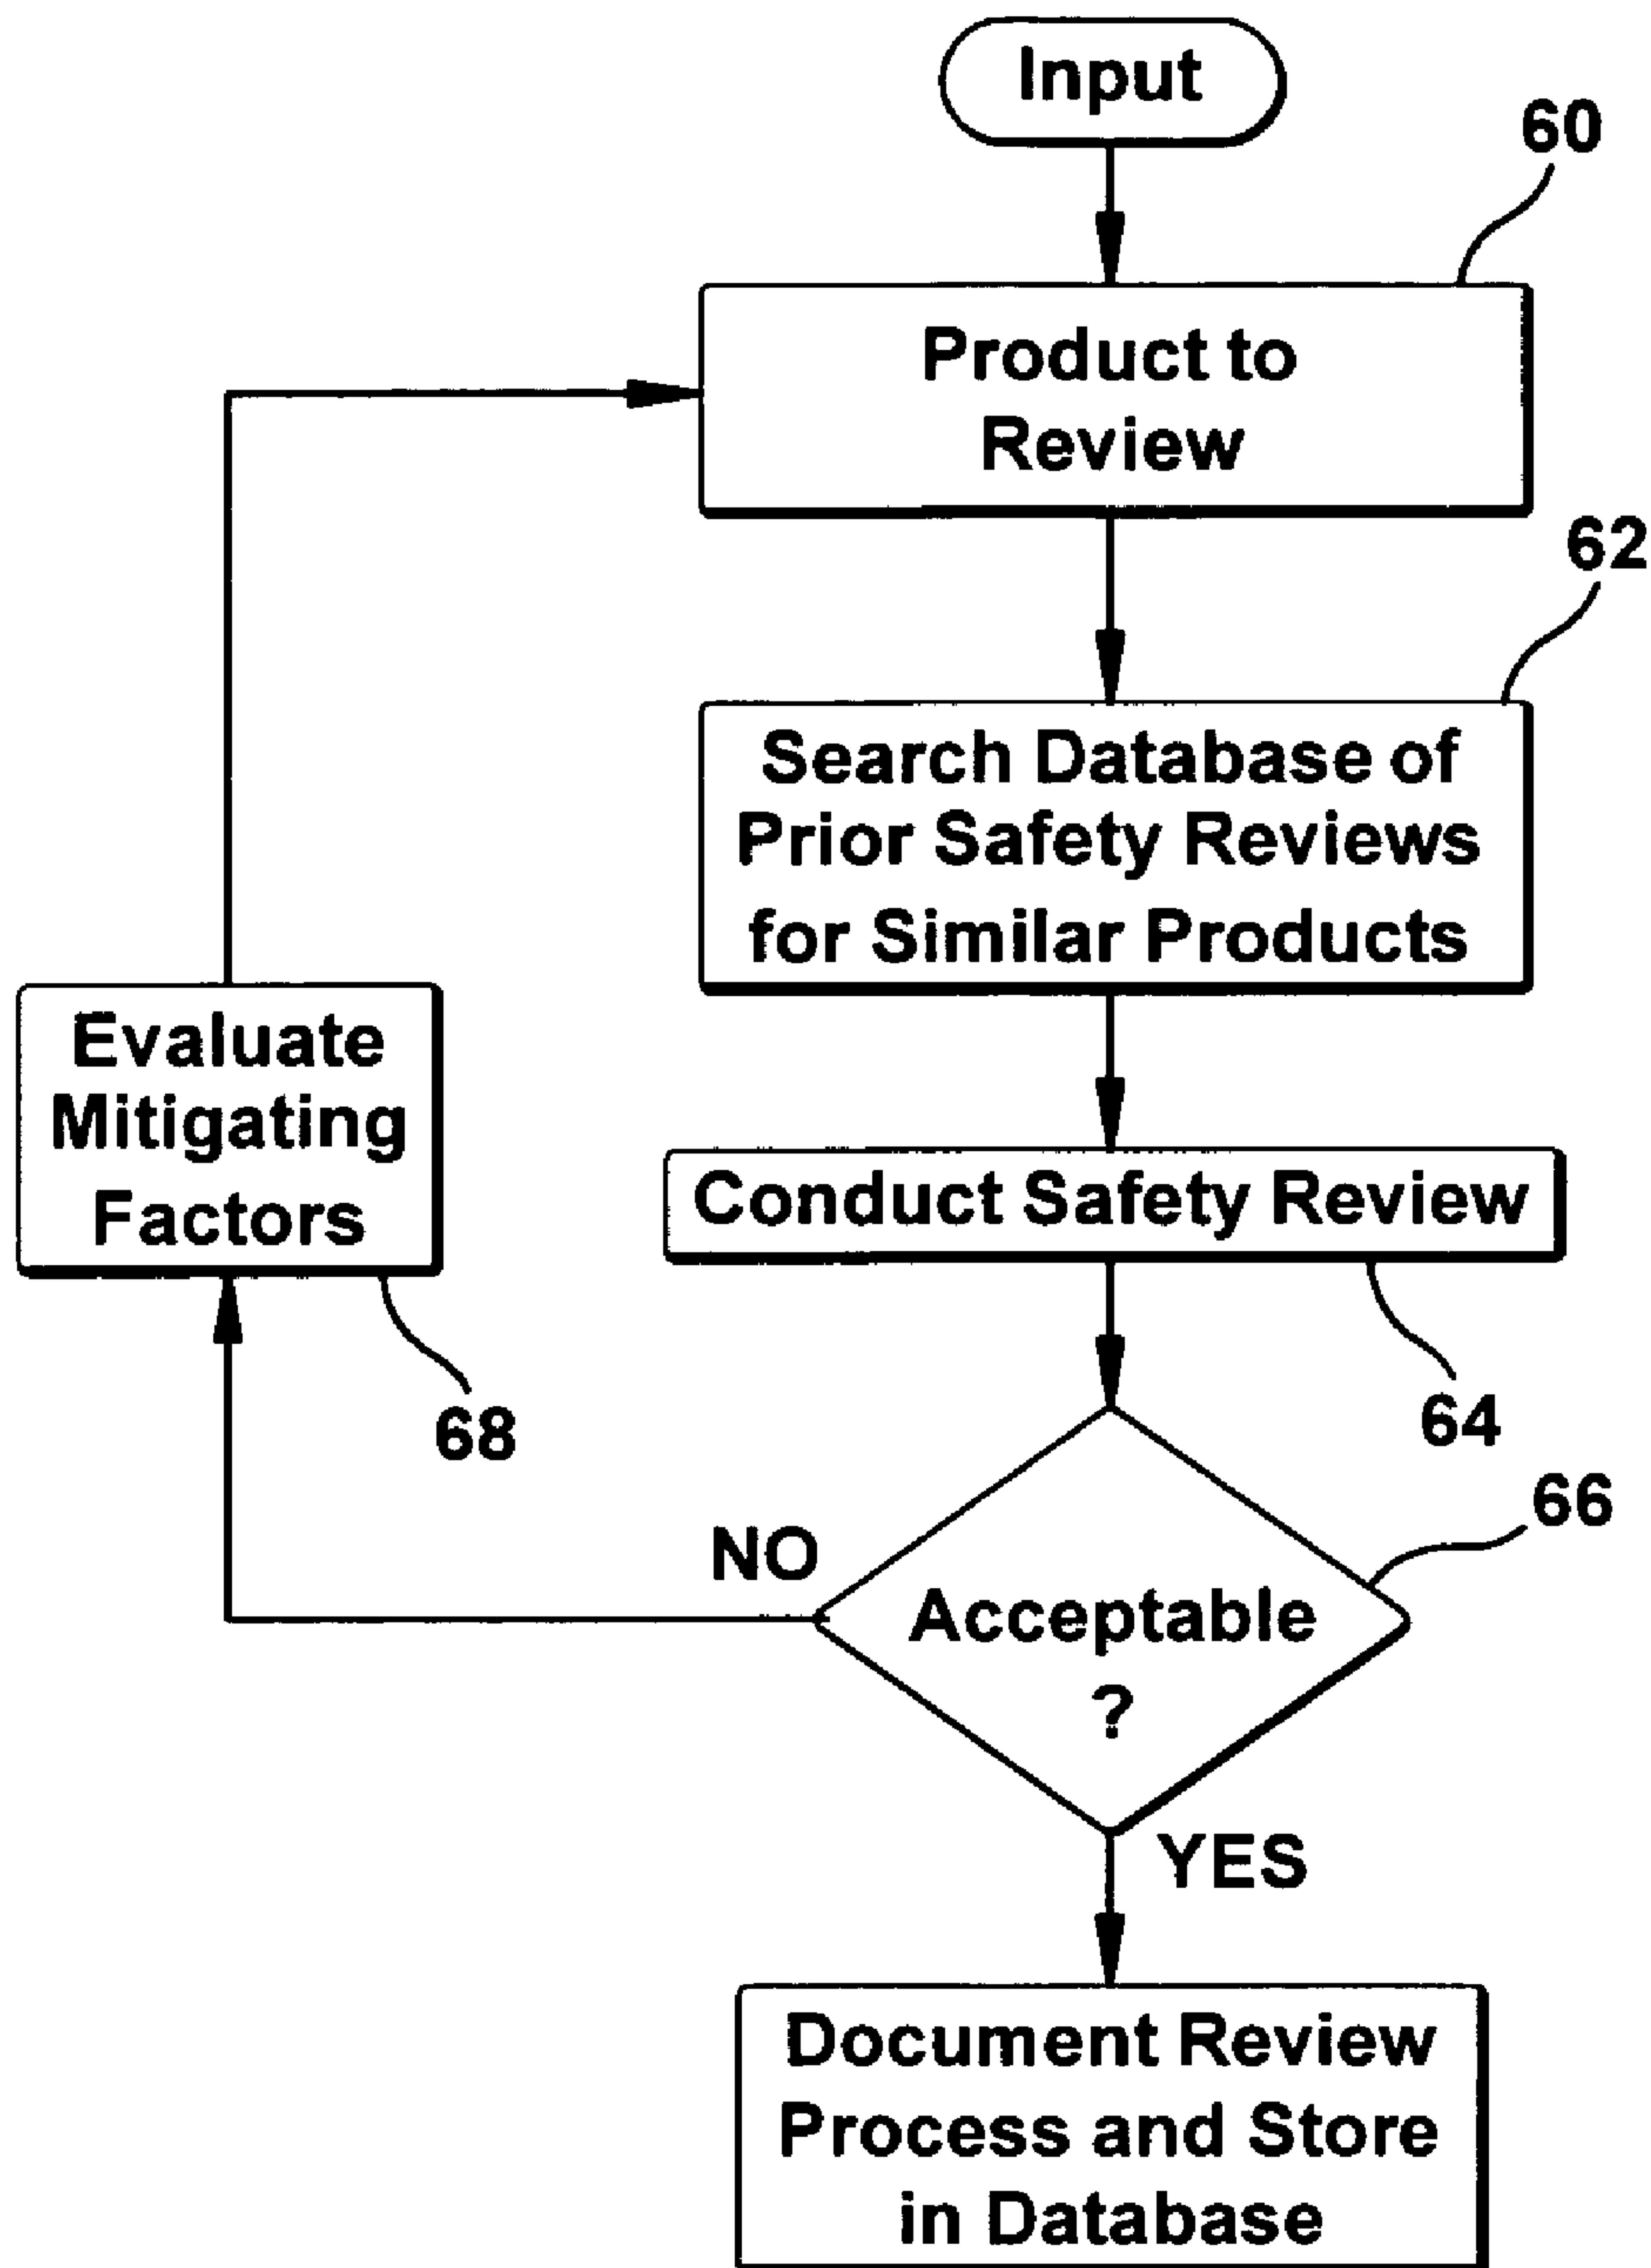 Input
60
Product to
Review
62
Search Database of
Prior Safety Reviews
for Similar Products
Evaluate
Mitigating
Factors
Conduct Safety Review
68
64
66
NO
Acceptable
?
YES
Document Review
Process and Store
in Database